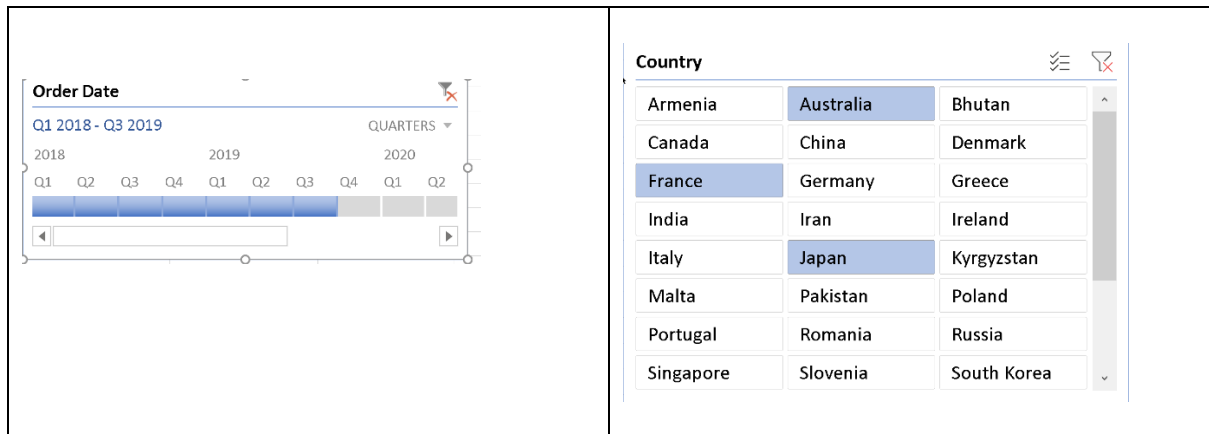 Order Date
Q1 2018 - Q3 2019 QUARTERS
2018 2019 2020
Q1 Q2 Q3 Q4 Q1 Q2 Q3 Q4 Q1 Q2
Country
Armenia Australia Bhutan
Canada China Denmark
France Germany Greece
India Iran Ireland
Italy Japan Kyrgyzstan
Malta Pakistan Poland
Portugal Romania Russia
Singapore Slovenia South Korea